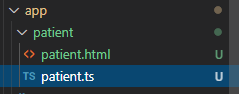 app
patient
<> patient.html U
TS patient.ts U